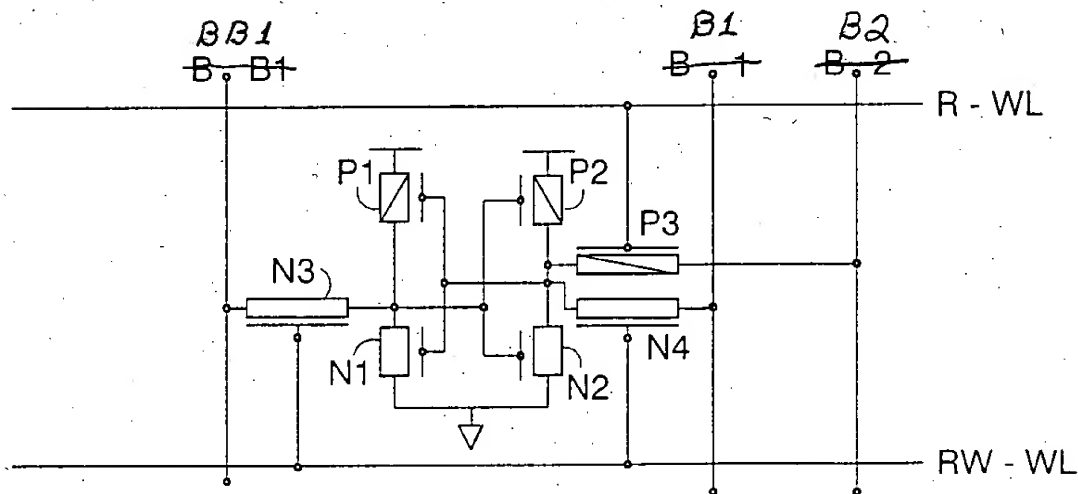 BB1 B1 B2
B B1 B 1 B 2
R - WL
P1 P2
P3
N3
N4
N1 N2
RW - WL